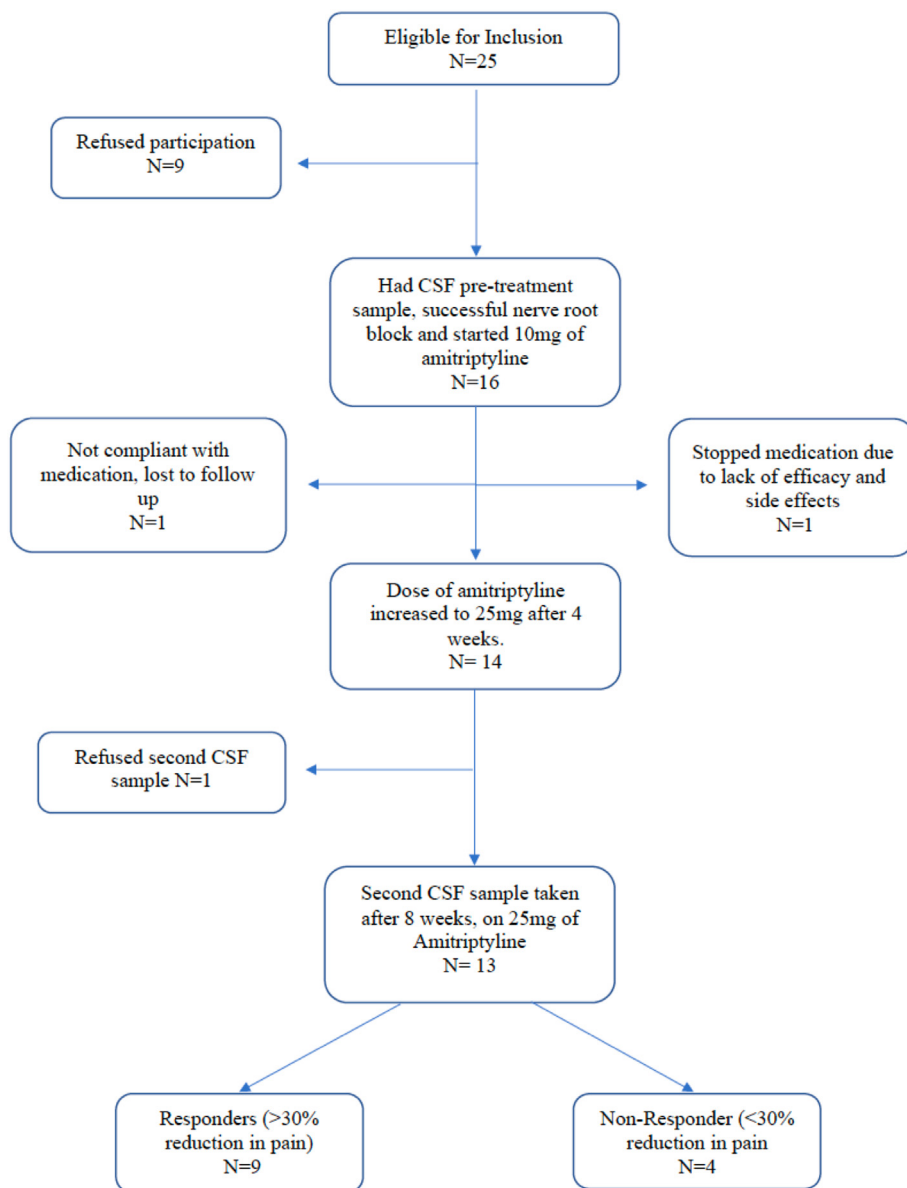 Eligible for Inclusion
N=25
Refused participation
N=9
Had CSF pre-treatment
sample, successful nerve root
block and started 10mg of
amitriptyline
N=16
Not compliant with
medication, lost to follow
up
N=1
Stopped medication due
to lack of efficacy and
side effects
N=1
Dose of amitriptyline
increased to 25mg after 4
weeks.
N= 14
Refused second CSF
sample N=1
Second CSF sample taken
after 8 weeks, on 25mg of
Amitriptyline
N= 13
Responders (>30%
reduction in pain)
N=9
Non-Responder (<30%
reduction in pain
N=4